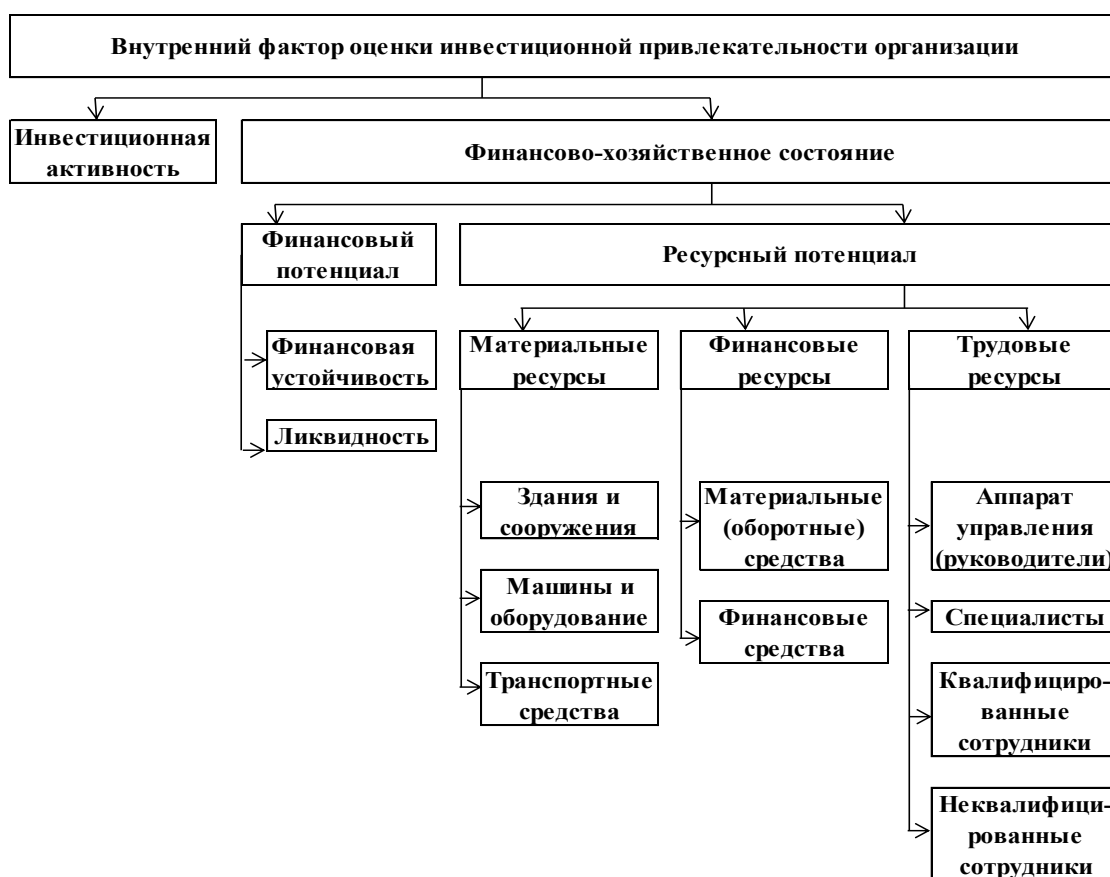 Внутренний фактор оценки инвестиционной привлекательности организации
Инвестиционная
активность
Финансово-хозяйственное состояние
Финансовый
потенциал
Ресурсный потенциал
Финансовая
устойчивость
Ликвидность
Материальные
ресурсы
Финансовые
ресурсы
Трудовые
ресурсы
Здания и
сооружения
Машины и
оборудование
Транспортные
средства
Материальные
(оборотные)
средства
Финансовые
средства
Аппарат
управления
(руководители)
Специалисты
Квалифициро-
ванные
сотрудники
Неквалифици-
рованные
сотрудники